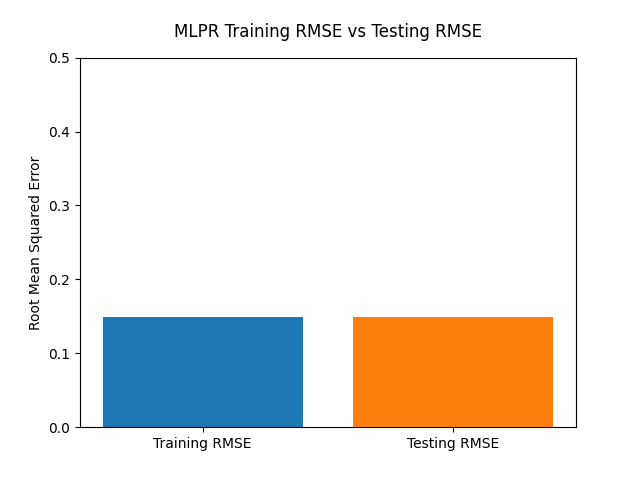 MLPR Training RMSE vs Testing RMSE
Root Mean Squared Error
0.5
0.4
0.3
0.2
0.1
0.0
Training RMSE
Testing RMSE